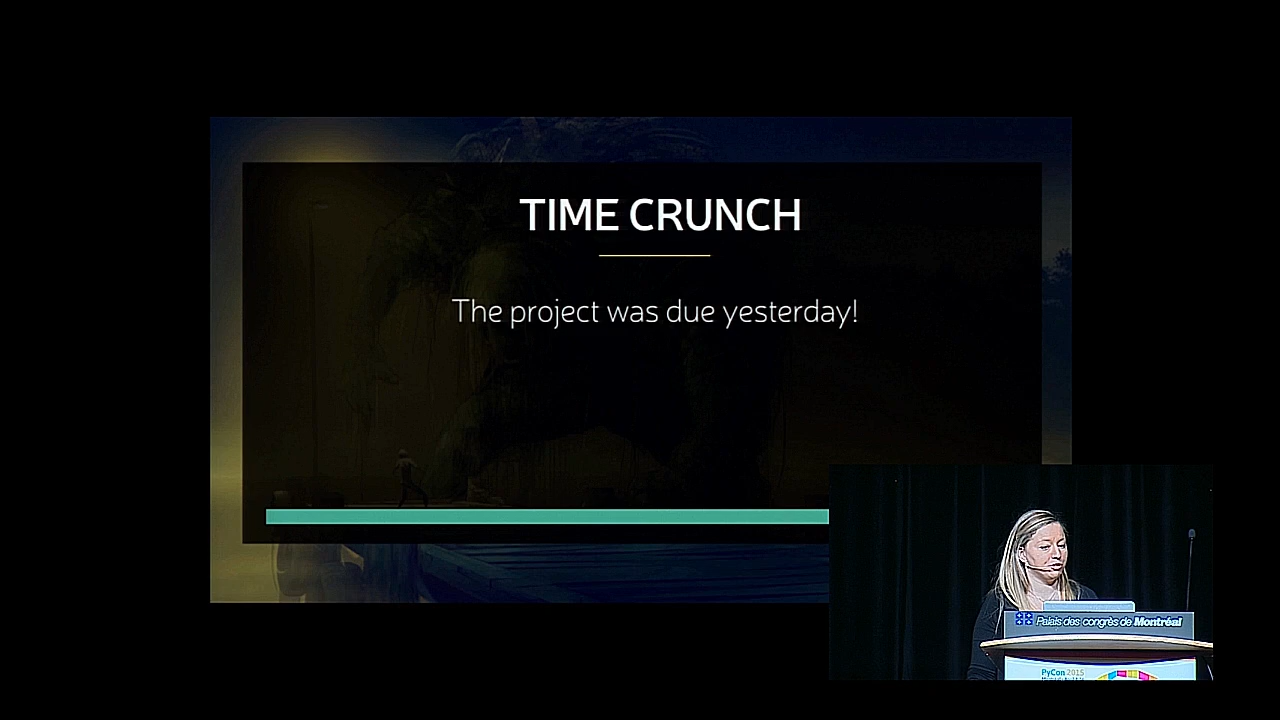 TIME CRUNCH
The project was due yesterday!
Palais des congrès de Montréal
PyCon 2015